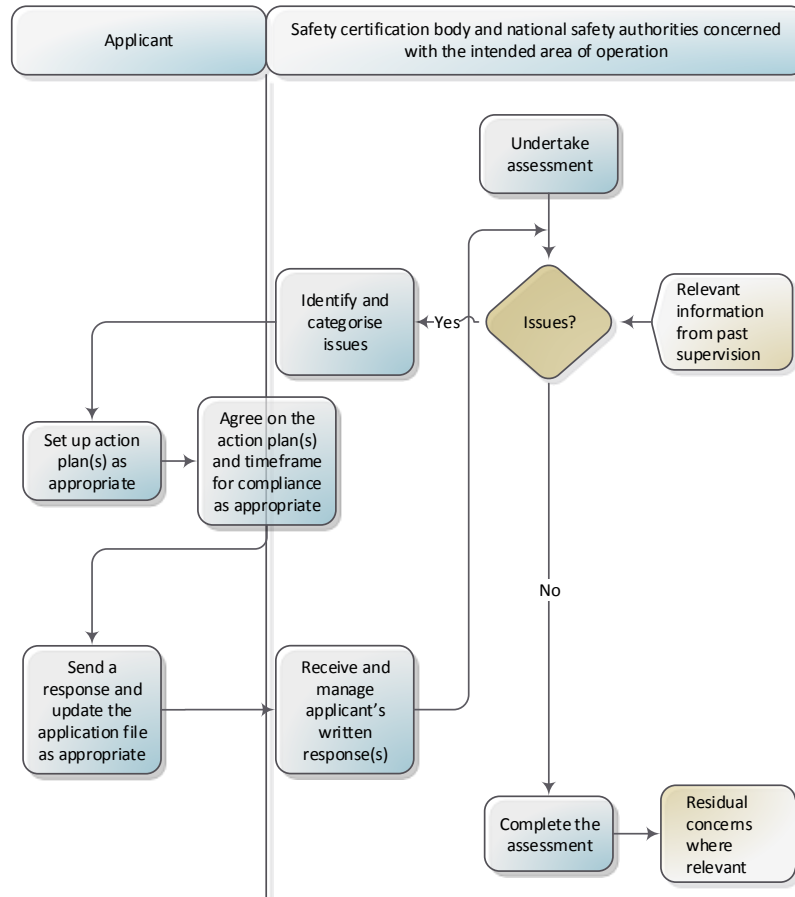 Applicant
Safety certification body and national safety authorities concerned
with the intended area of operation
Undertake
assessment
Identify and
categorise
issues
Yes
Issues?
Relevant
information
from past
supervision
Set up action
plan(s) as
appropriate
Agree on the
action plan(s)
and timeframe
for compliance
as appropriate
No
Send a
response and
update the
application file
as appropriate
Receive and
manage
applicant’s
written
response(s)
Complete the
assessment
Residual
concerns
where
relevant